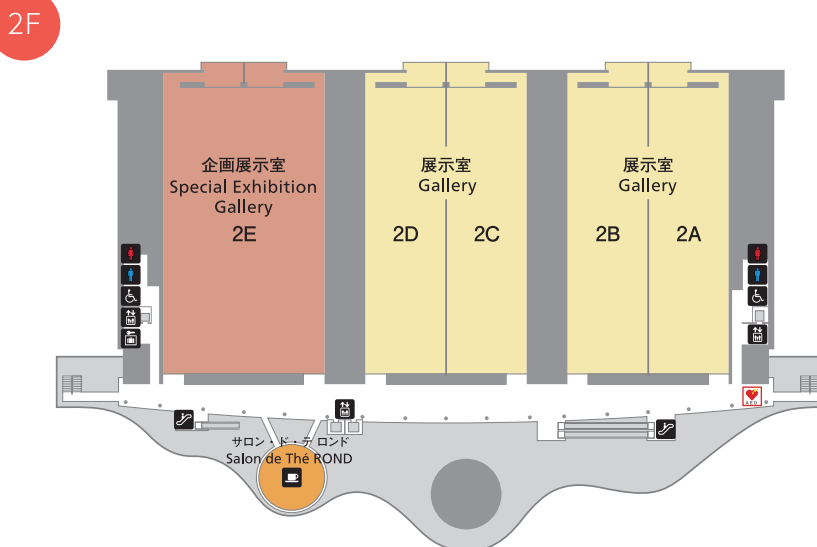 2F
企画展示室
Special Exhibition
Gallery
2E
展示室
Gallery
2D
2C
展示室
Gallery
2B
2A
AED
サロン・ド・テ ロンド
Salon de Thé ROND